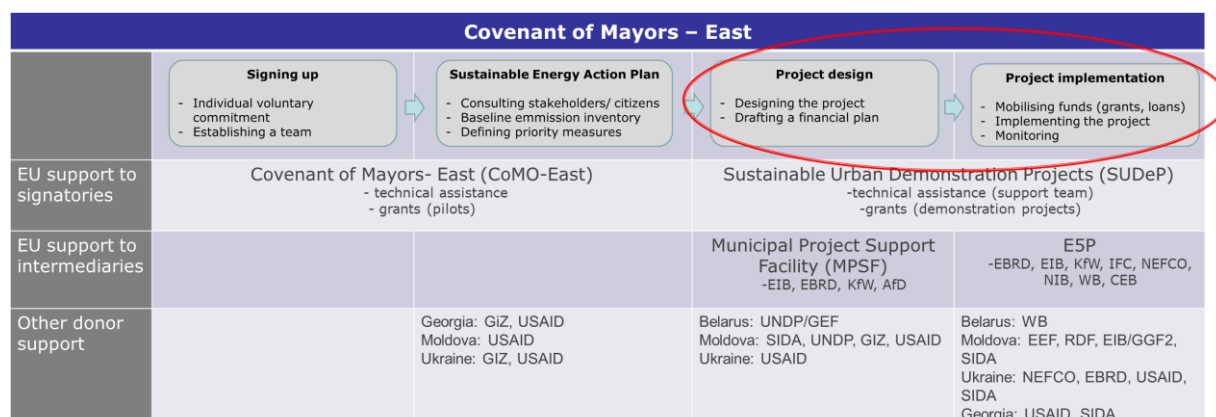 Covenant of Mayors – East
Signing up
- Individual voluntary
commitment
- Establishing a team
Sustainable Energy Action Plan
- Consulting stakeholders/ citizens
- Baseline emmission inventory
- Defining priority measures
Project design
- Designing the project
- Drafting a financial plan
Project implementation
- Mobilising funds (grants, loans)
- Implementing the project
- Monitoring
EU support to
signatories
Covenant of Mayors- East (CoMO-East)
- technical assistance
- grants (pilots)
Sustainable Urban Demonstration Projects (SUDeP)
-technical assistance (support team)
-grants (demonstration projects)
EU support to
intermediaries
Municipal Project Support
Facility (MPSF)
-EIB, EBRD, KfW, AfD
E5P
-EBRD, EIB, KfW, IFC, NEFCO,
NIB, WB, CEB
Other donor
support
Georgia: GiZ, USAID
Moldova: USAID
Ukraine: GIZ, USAID
Belarus: UNDP/GEF
Moldova: SIDA, UNDP, GIZ, USAID
Ukraine: USAID
Belarus: WB
Moldova: EEF, RDF, EIB/GGF2,
SIDA
Ukraine: NEFCO, EBRD, USAID,
SIDA
Georgia: USAID, SIDA